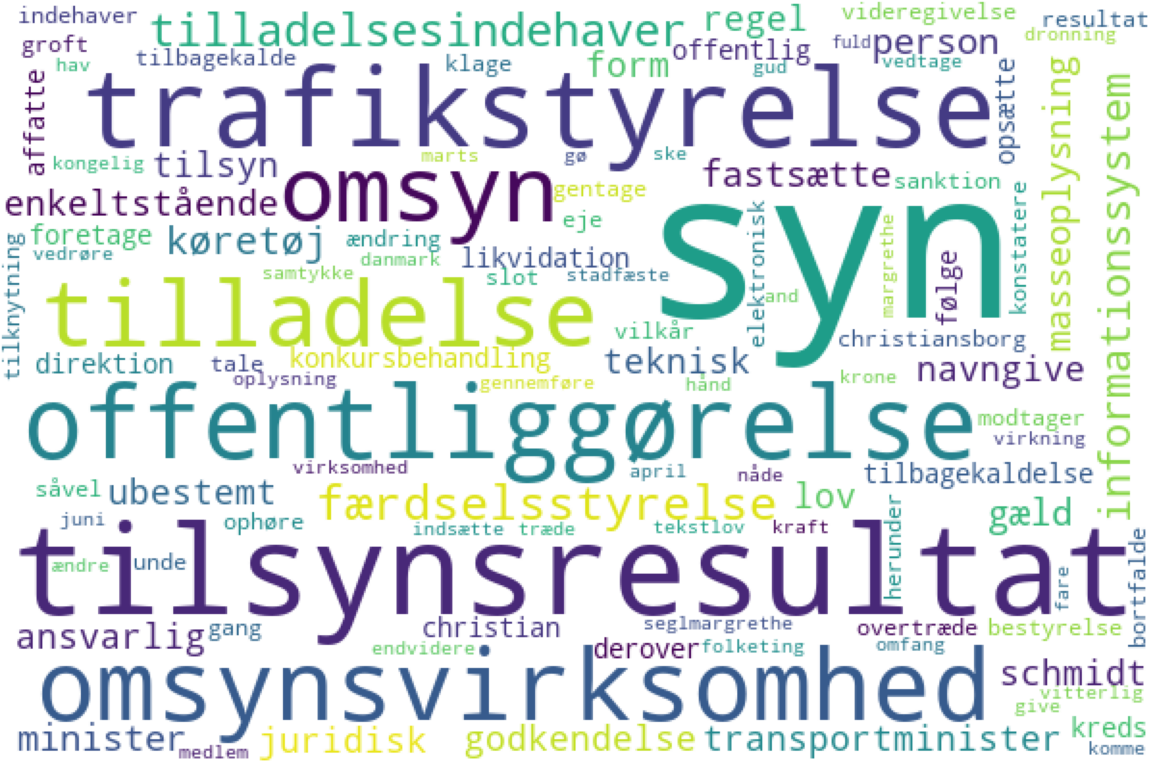 indehaver
tilladelsesindehaver
regel
videregivelse
resultat
groft
tilbagekalde
offentlig
fuld
person
dronning
hav
klage
form
gud
vedtage
affatte
trafikstyrelse
opsætte
masseoplysning
informationssystem
kongelig
tilsyn
marts
gø
ske
fastsætte
sanktion
enkeltstående
omsyn
gentage
syn
konstatere
foretage
køretøj
ændring
eje
elektronisk
margrethe
følge
vedrøre
danmark
likvidation
tilknytning
samtykke
slot
stadfæste
tilladelse
and
vilkår
christiansborg
direktion
tale
konkursbehandling
teknisk
navngive
oplysning
gennemføre
hånd
krone
offentliggørelse
modtager
virkning
virksomhed
april
nåde
tilbagekaldelse
såvel
ubestemt
færdselsstyrelse
lov
gæld
juni
ophøre
indsætte
træde
tekstlov
kraft
herunder
tilsynsresultat
ændre
unde
fare
bortfalde
ansvarlig
gang
christian
seglmargrethe
overtræde
bestyrelse
endvidere
derover
folketing
omfang
omsynsvirksomhed
schmidt
vitterlig
give
minister
medlem
juridisk
godkendelse
transportminister
kreds
komme